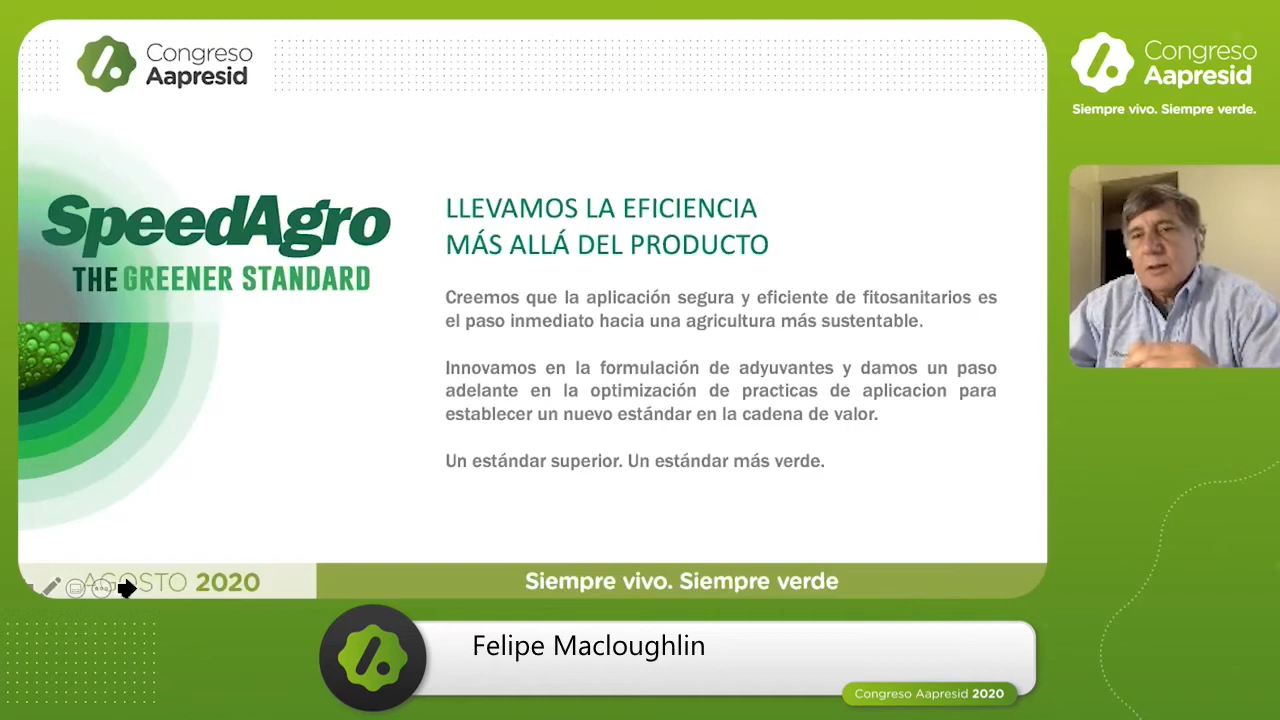 Congreso
Aapresid
Congreso
Aapresid
Siempre vivo. Siempre verde.
SpeedAgro
THE GREENER STANDARD
LLEVAMOS LA EFICIENCIA
MÁS ALLÁ DEL PRODUCTO
Creemos que la aplicación segura y eficiente de fitosanitarios es
el paso inmediato hacia una agricultura más sustentable.
Innovamos en la formulación de adyuvantes y damos un paso
adelante en la optimización de practicas de aplicacion para
establecer un nuevo estándar en la cadena de valor.
Un estándar superior. Un estándar más verde.
AGOSTO 2020
Siempre vivo. Siempre verde
Felipe Macloughlin
Congreso Aapresid 2020